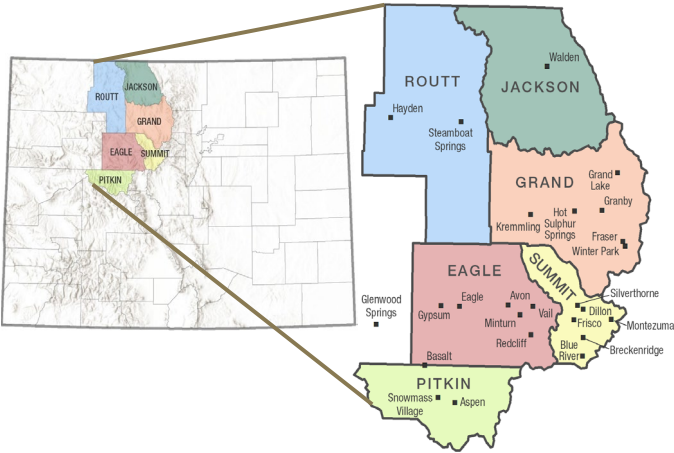 ROUTT
JACKSON
GRAND
EAGLE
SUMMIT
PITKIN
ROUTT
JACKSON
Walden
Hayden
Steamboat
Springs
GRAND
Grand
Lake
Granby
Kremmling
Hot
Sulphur
Springs
Fraser
Winter Park
EAGLE
SUMMIT
Glenwood
Springs
Gypsum
Eagle
Avon
Minturn
Vail
Redcliff
Silverthorne
Dillon
Frisco
Montezuma
Blue
River
Breckenridge
Basalt
PITKIN
Snowmass
Village
Aspen